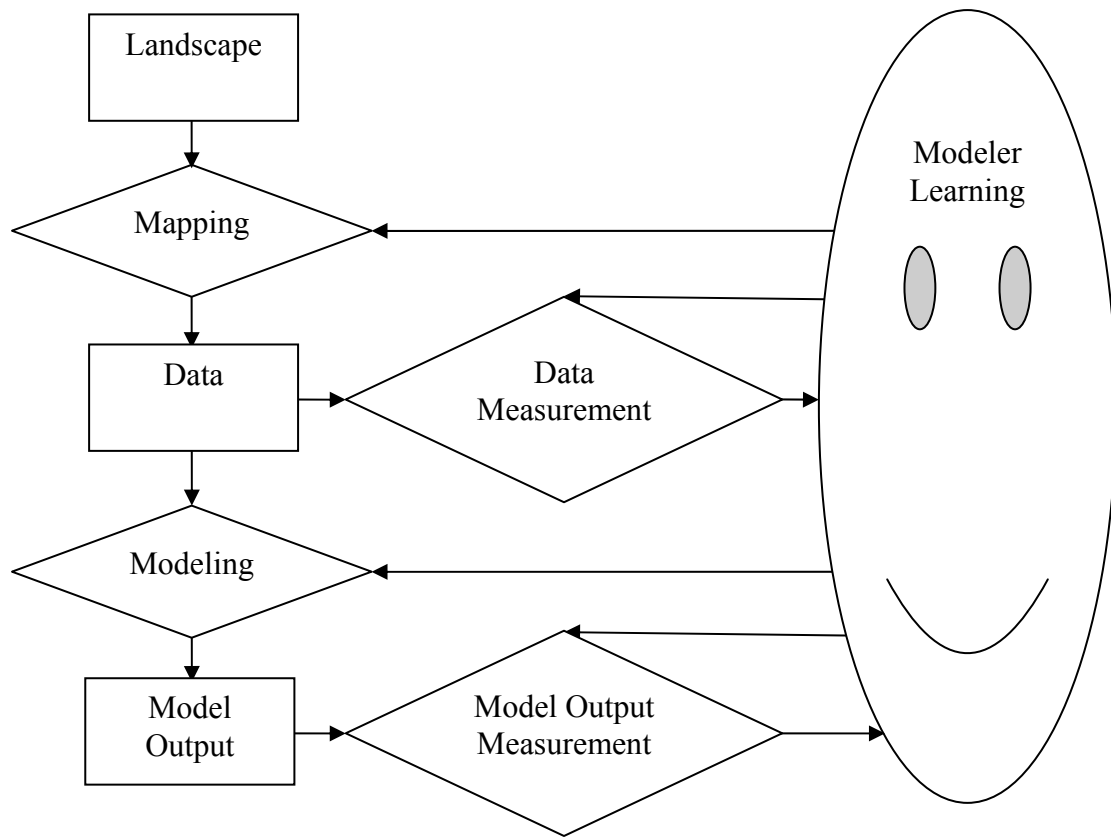 Landscape
Modeler
Learning
Mapping
Data
Data
Measurement
Modeling
Model
Output
Model Output
Measurement